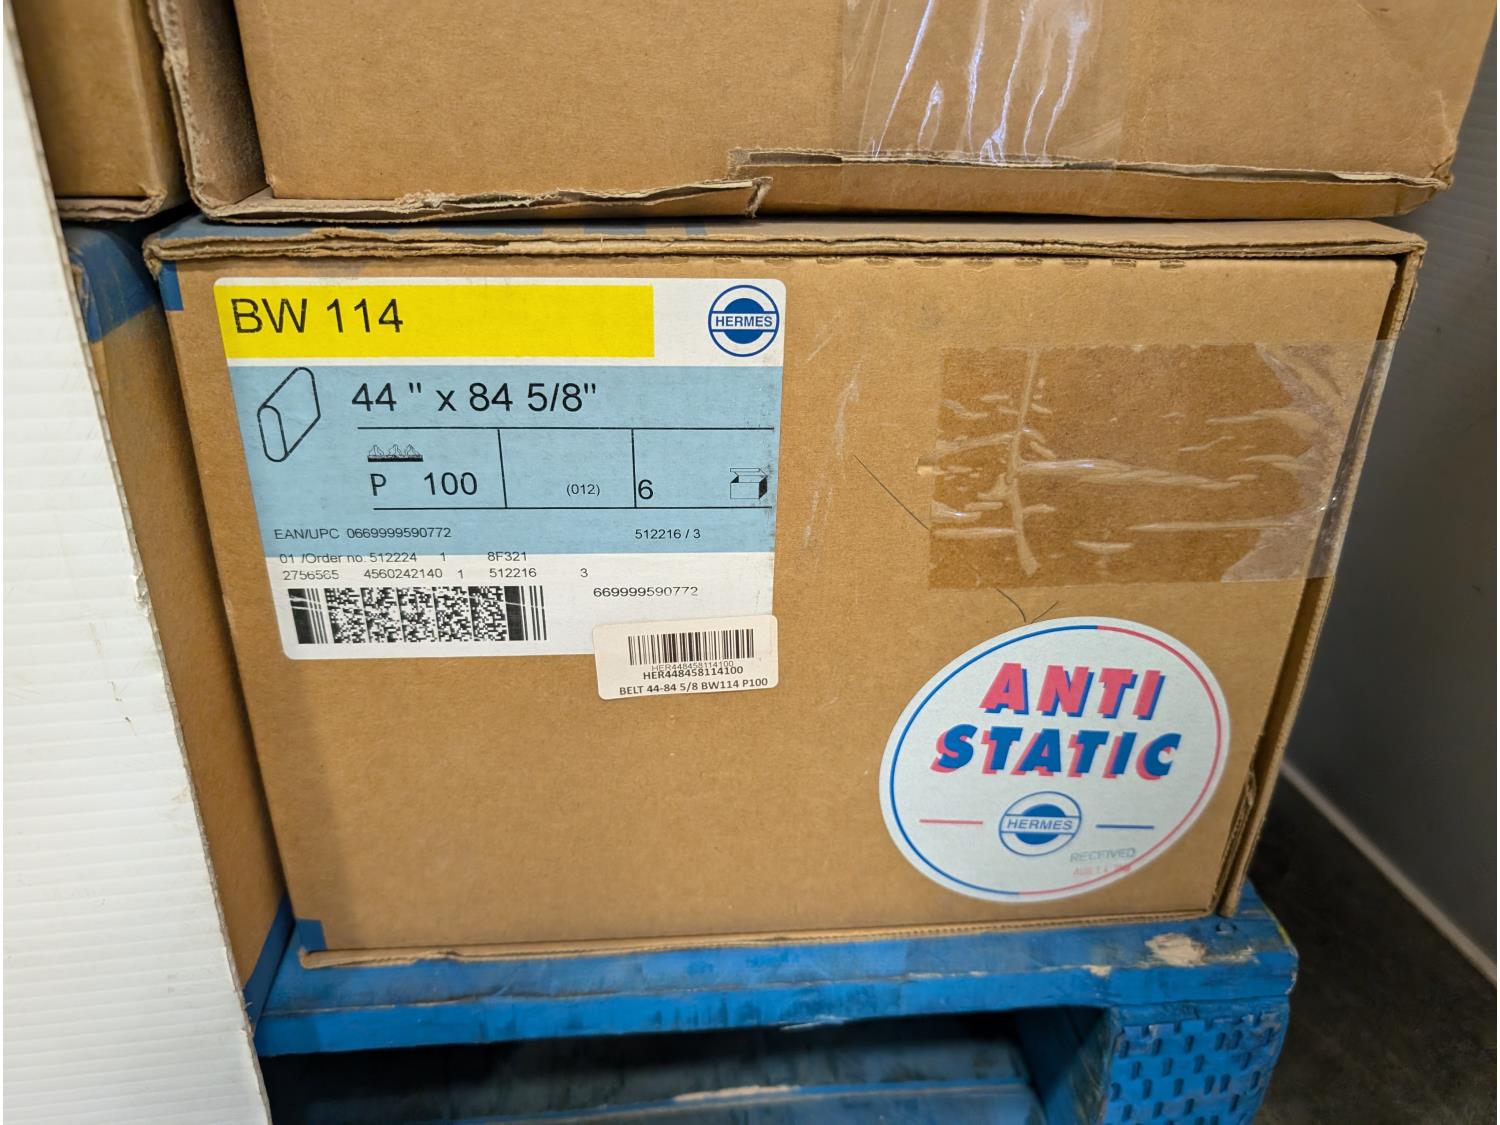 BW 114
HERMES
44 " x 84 5/8"
P 100
(012)
6
EAN/UPC 0669999590772
512216 / 3
01 /Order no. 512224 1 8F321
2756565 4560242140 1 512216 3
669999590772
HER448458114100
HER448458114100
BELT 44-84 5/8 BW114 P100
ANTI
STATIC
HERMES
RECEIVED